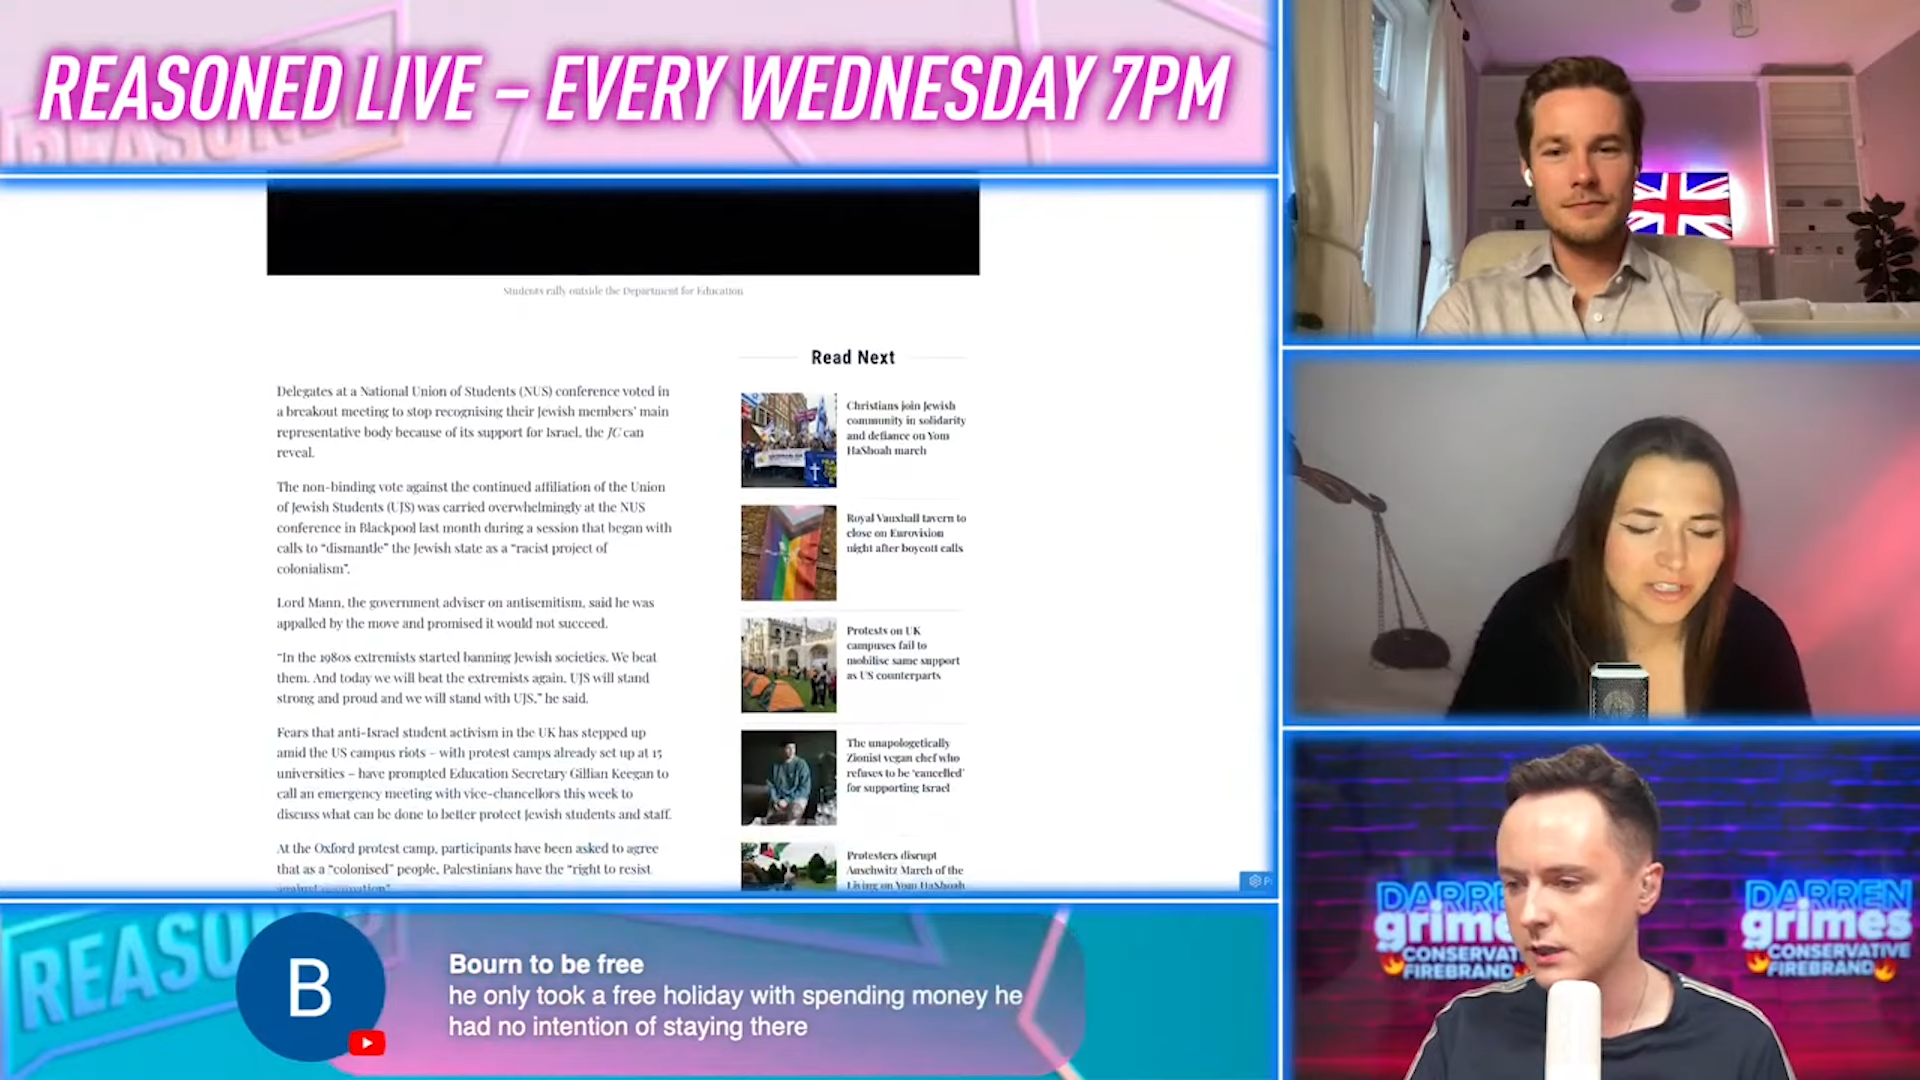 REASONED LIVE – EVERY WEDNESDAY 7PM
Students rally outside the Department for Education
Delegates at a National Union of Students (NUS) conference voted in
a breakout meeting to stop recognising their Jewish members' main
representative body because of its support for Israel, the JC can
reveal.
The non-binding vote against the continued affiliation of the Union
of Jewish Students (UJS) was carried overwhelmingly at the NUS
conference in Blackpool last month during a session that began with
calls to “dismantle” the Jewish state as a “racist project of
colonialism”.
Lord Mann, the government adviser on antisemitism, said he was
appalled by the move and promised it would not succeed.
“In the 1980s extremists started banning Jewish societies. We beat
them. And today we will beat the extremists again. UJS will stand
strong and proud and we will stand with UJS,” he said.
Fears that anti-Israel student activism in the UK has stepped up
amid the US campus riots – with protest camps already set up at 15
universities – have prompted Education Secretary Gillian Keegan to
call an emergency meeting with vice-chancellors this week to
discuss what can be done to better protect Jewish students and staff.
At the Oxford protest camp, participants have been asked to agree
that as a “colonised” people, Palestinians have the “right to resist
Read Next
Christians join Jewish
community in solidarity
and defiance on Yom
HaShoah march
Royal Vauxhall tavern to
close on Eurovision
night after boycott calls
Protests on UK
campuses fail to
mobilise same support
as US counterparts
The unapologetically
Zionist vegan chef who
refuses to be ‘cancelled’
for supporting Israel
Protesters disrupt
Auschwitz March of the
Living on Yom HaShoah
REASO
B
Bourn to be free
he only took a free holiday with spending money he
had no intention of staying there
DARRE
grimes
CONSERVAT
FIREBRAND
DARREN
grimes
CONSERVATIVE
FIREBRAND